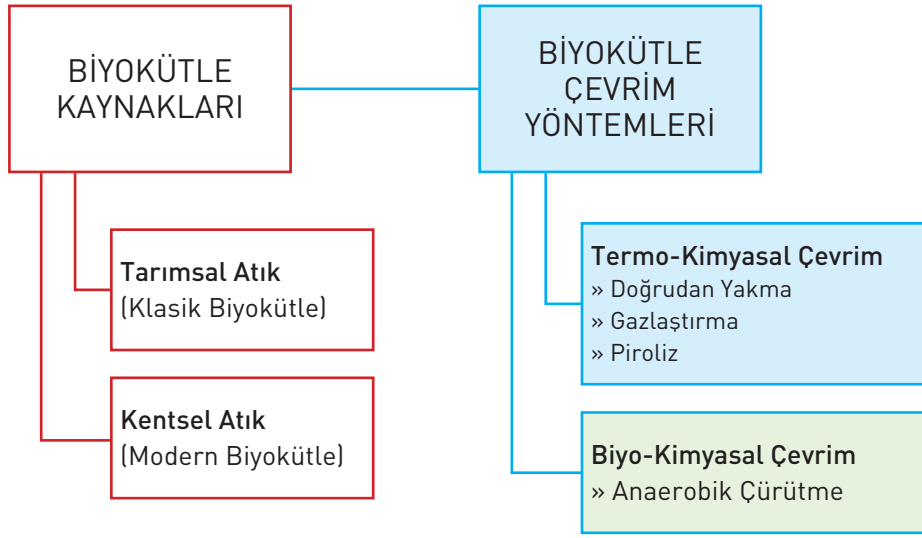 BİYOKÜTLE
KAYNAKLARI
Tarımsal Atık
(Klasik Biyokütle)
Kentsel Atık
(Modern Biyokütle)
BİYOKÜTLE
ÇEVRİM
YÖNTEMLERİ
Termo-Kimyasal Çevrim
» Doğrudan Yakma
» Gazlaştırma
» Piroliz
Biyo-Kimyasal Çevrim
» Anaerobik Çürütme